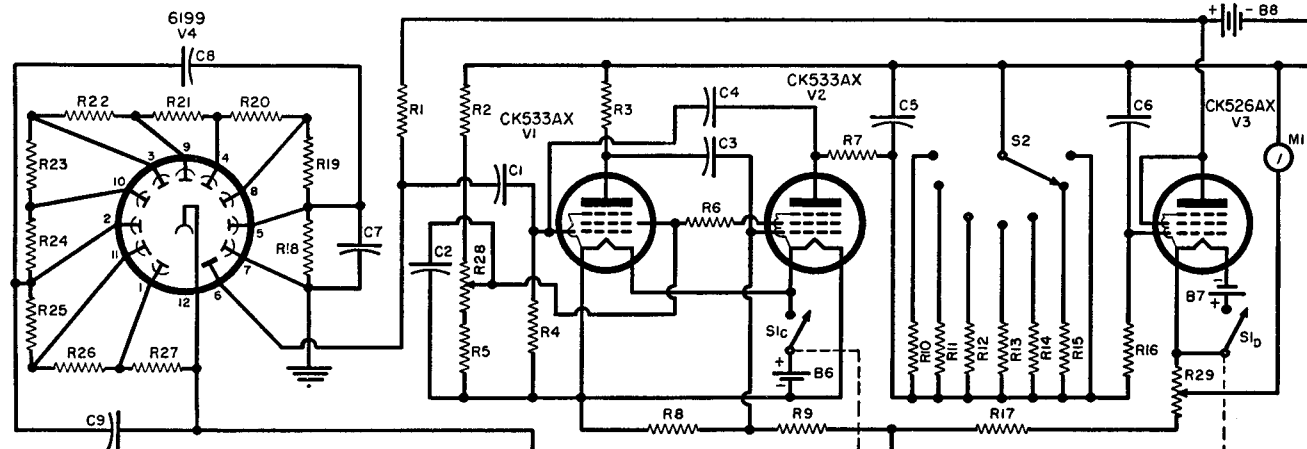 6199
V4
C8
R22
R21
R20
R23
R19
R24
R18
R25
R26
R27
C7
C9
9
3
4
10
8
2
5
11
7
1
12
6
R1
R2
C1
C2
R28
R5
R4
CK533AX
V1
R3
C4
C3
R6
CK533AX
V2
R7
S1C
+
-
B6
R8
R9
C5
S2
R10
R11
R12
R13
R14
R15
R17
C6
R16
+
- B8
CK526AX
V3
M1
-
B7
+
S1D
R29